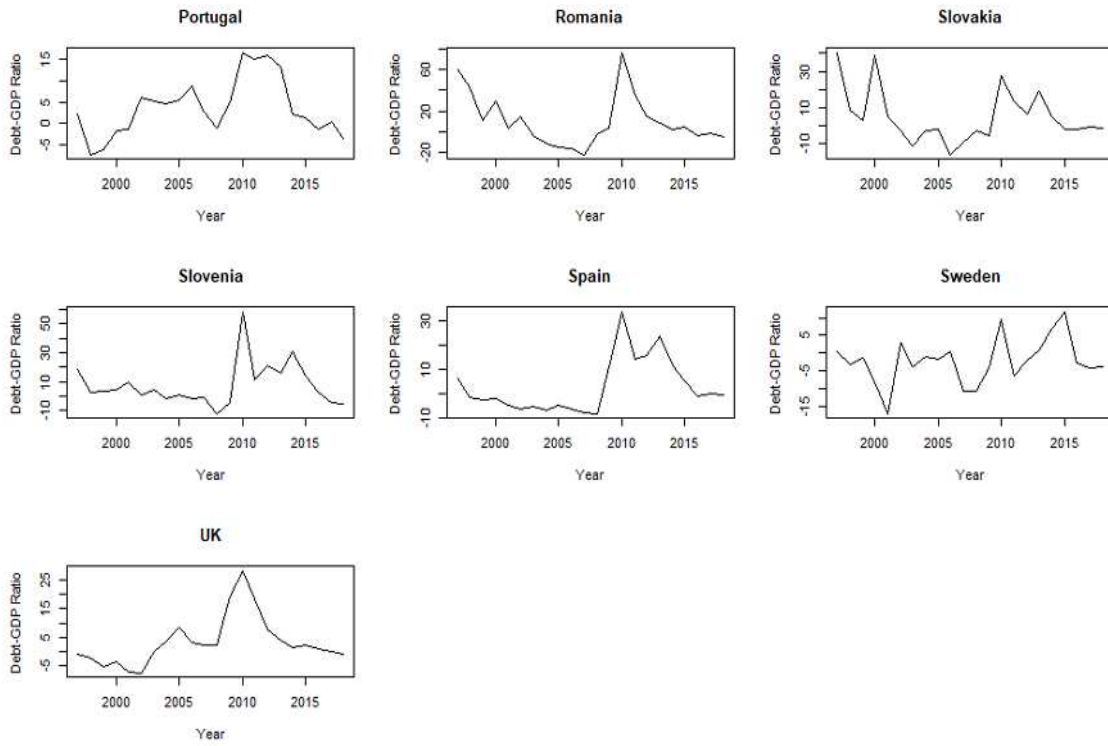 Portugal
Debt-GDP Ratio
15
5
0
-5
2000 2005 2010 2015
Year
Romania
Debt-GDP Ratio
60
20
-20
2000 2005 2010 2015
Year
Slovakia
Debt-GDP Ratio
30
10
-10
2000 2005 2010 2015
Year
Slovenia
Debt-GDP Ratio
50
30
10
-10
2000 2005 2010 2015
Year
Spain
Debt-GDP Ratio
30
10
-10
2000 2005 2010 2015
Year
Sweden
Debt-GDP Ratio
5
-5
-15
2000 2005 2010 2015
Year
UK
Debt-GDP Ratio
25
15
5
-5
2000 2005 2010 2015
Year